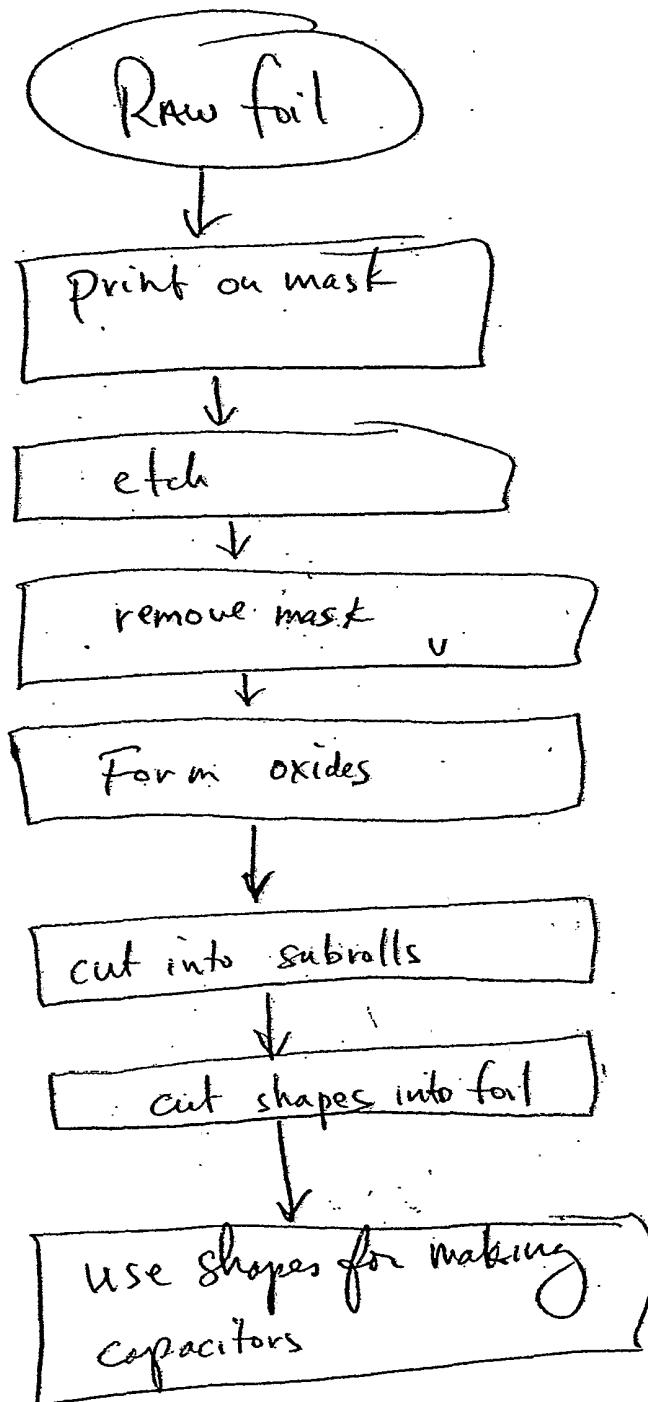 RAW foil
print on mask
etch
remove mask
Form oxides
cut into subrolls
cut shapes into foil
use shapes for making
capacitors